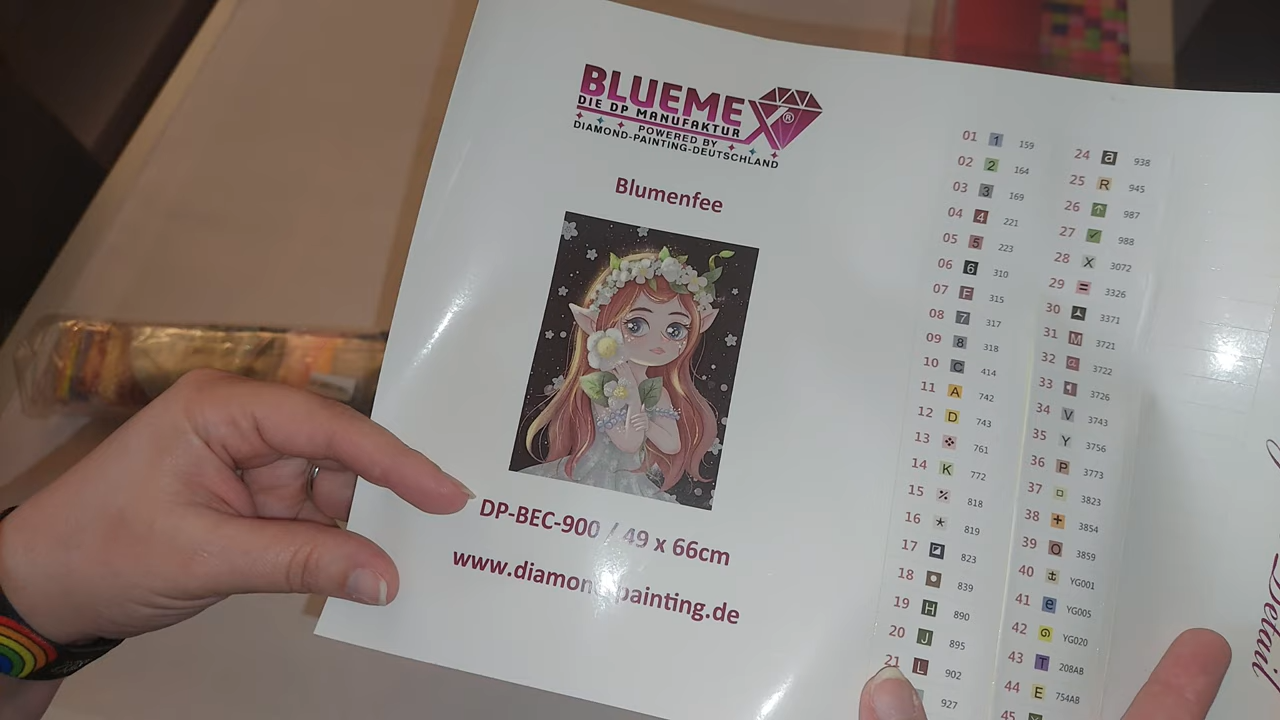 BLUEMEX®
DIE DP MANUFAKTUR
POWERED BY
DIAMOND-PAINTING-DEUTSCHLAND
Blumenfee
DP-BEC-900 / 49 x 66cm
www.diamond-painting.de
01 1 159
02 2 164
03 3 169
04 4 221
05 5 223
06 6 310
07 F 315
08 7 317
09 8 318
10 C 414
11 A 742
12 D 743
13 761
14 K 772
15 % 818
16 * 819
17 823
18 839
19 H 890
20 J 895
21 L 902
927
24 a 938
25 R 945
26 ↑ 987
27 ✓ 988
28 X 3072
29 = 3326
30 3371
31 M 3721
32 3722
33 ¶ 3726
34 V 3743
35 Y 3756
36 P 3773
37 3823
38 + 3854
39 O 3859
40 YG001
41 e YG005
42 G YG020
43 T 208AB
44 E 754AB
45
Detail